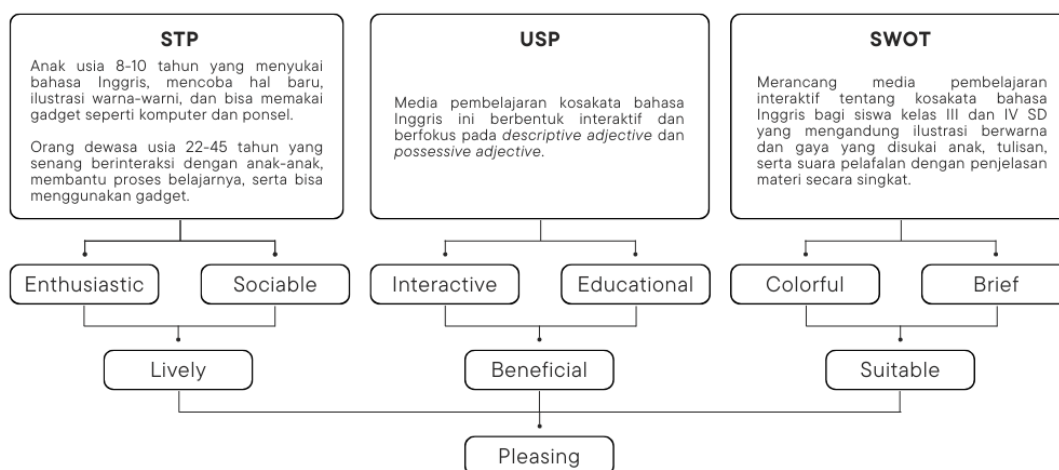 STP
Anak usia 8-10 tahun yang menyukai
bahasa Inggris, mencoba hal baru,
ilustrasi warna-warni, dan bisa memakai
gadget seperti komputer dan ponsel.
Orang dewasa usia 22-45 tahun yang
senang berinteraksi dengan anak-anak,
membantu proses belajarnya, serta bisa
menggunakan gadget.
USP
Media pembelajaran kosakata bahasa
Inggris ini berbentuk interaktif dan
berfokus pada descriptive adjective dan
possessive adjective.
SWOT
Merancang media pembelajaran
interaktif tentang kosakata bahasa
Inggris bagi siswa kelas III dan IV SD
yang mengandung ilustrasi berwarna
dan gaya yang disukai anak, tulisan,
serta suara pelafalan dengan penjelasan
materi secara singkat.
Enthusiastic
Sociable
Interactive
Educational
Colorful
Brief
Lively
Beneficial
Suitable
Pleasing